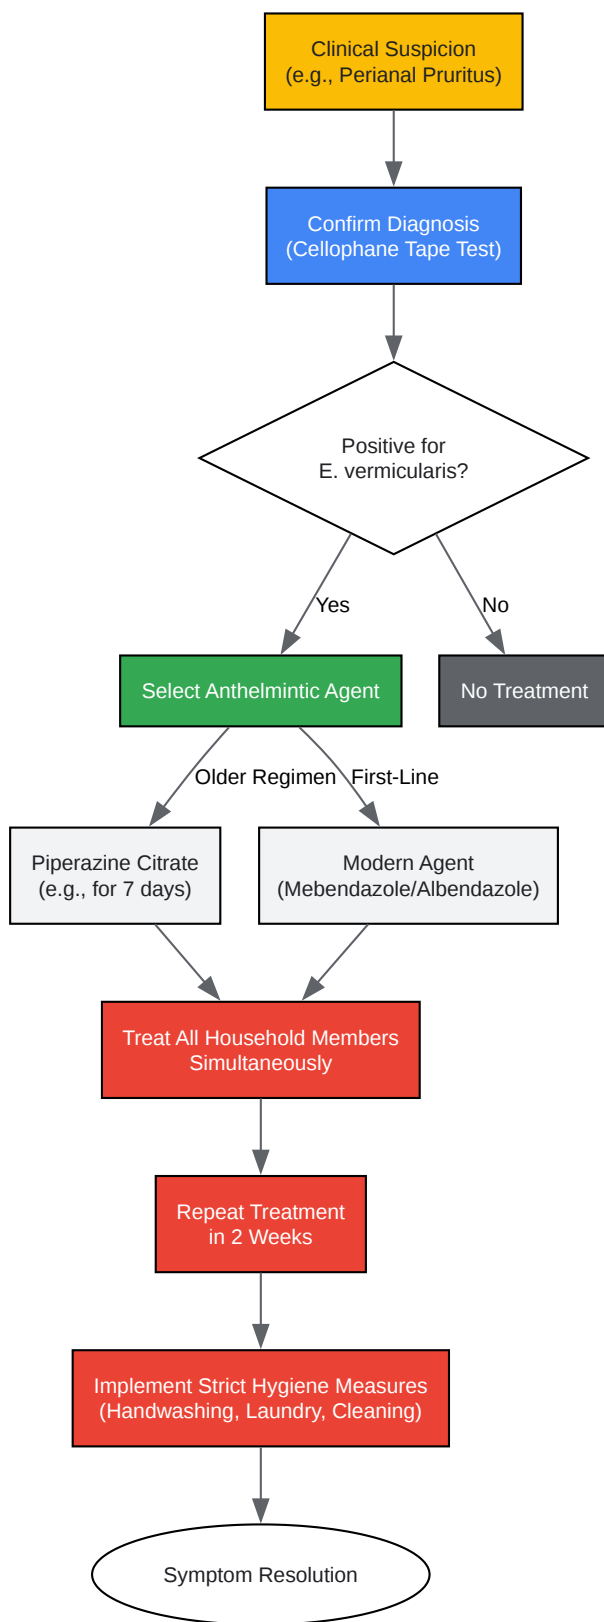 Clinical Suspicion
(e.g., Perianal Pruritus)
Confirm Diagnosis
(Cellophane Tape Test)
Positive for
E. vermicularis?
Yes
No
Select Anthelmintic Agent
No Treatment
Older Regimen
First-Line
Piperazine Citrate
(e.g., for 7 days)
Modern Agent
(Mebendazole/Albendazole)
Treat All Household Members
Simultaneously
Repeat Treatment
in 2 Weeks
Implement Strict Hygiene Measures
(Handwashing, Laundry, Cleaning)
Symptom Resolution